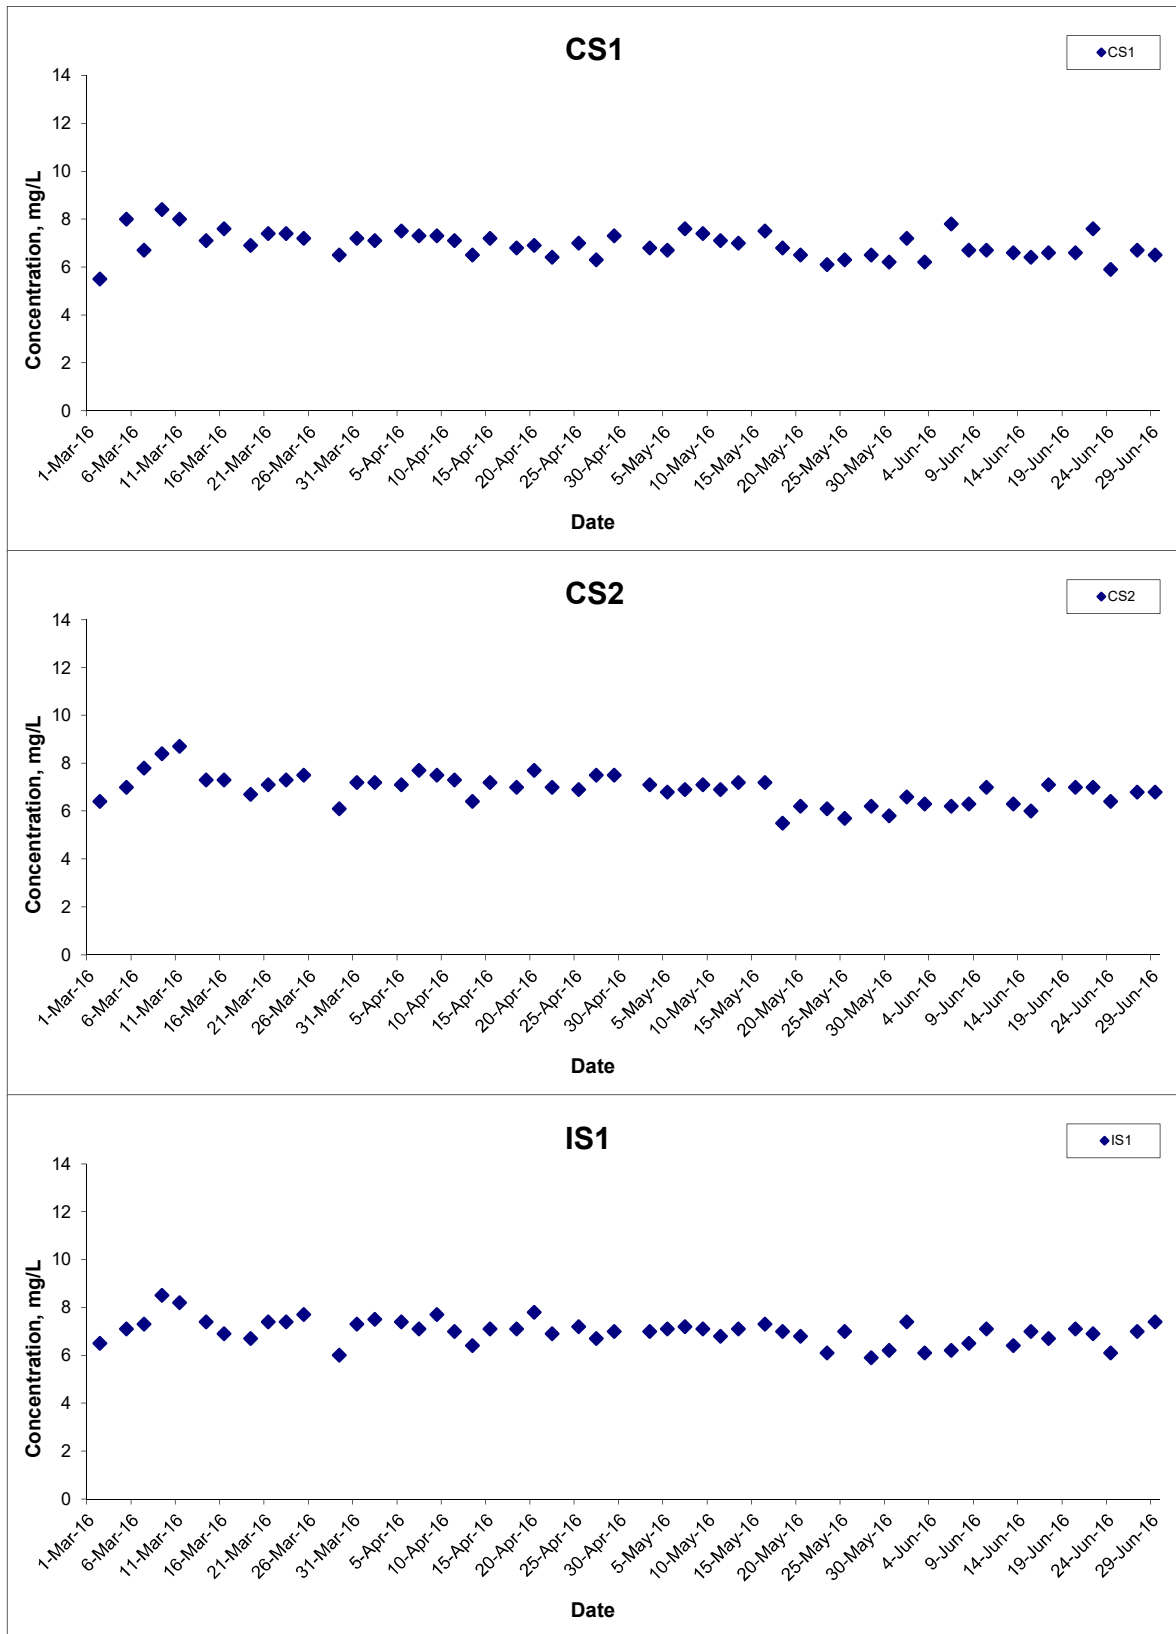 CS1
CS1
14
12
10
8
6
4
2
0
Concentration, mg/L
1-Mar-16 6-Mar-16 11-Mar-16 16-Mar-16 21-Mar-16 26-Mar-16 31-Mar-16 5-Apr-16 10-Apr-16 15-Apr-16 20-Apr-16 25-Apr-16 30-Apr-16 5-May-16 10-May-16 15-May-16 20-May-16 25-May-16 30-May-16 4-Jun-16 9-Jun-16 14-Jun-16 19-Jun-16 24-Jun-16 29-Jun-16
Date
CS2
CS2
14
12
10
8
6
4
2
0
Concentration, mg/L
1-Mar-16 6-Mar-16 11-Mar-16 16-Mar-16 21-Mar-16 26-Mar-16 31-Mar-16 5-Apr-16 10-Apr-16 15-Apr-16 20-Apr-16 25-Apr-16 30-Apr-16 5-May-16 10-May-16 15-May-16 20-May-16 25-May-16 30-May-16 4-Jun-16 9-Jun-16 14-Jun-16 19-Jun-16 24-Jun-16 29-Jun-16
Date
IS1
IS1
14
12
10
8
6
4
2
0
Concentration, mg/L
1-Mar-16 6-Mar-16 11-Mar-16 16-Mar-16 21-Mar-16 26-Mar-16 31-Mar-16 5-Apr-16 10-Apr-16 15-Apr-16 20-Apr-16 25-Apr-16 30-Apr-16 5-May-16 10-May-16 15-May-16 20-May-16 25-May-16 30-May-16 4-Jun-16 9-Jun-16 14-Jun-16 19-Jun-16 24-Jun-16 29-Jun-16
Date